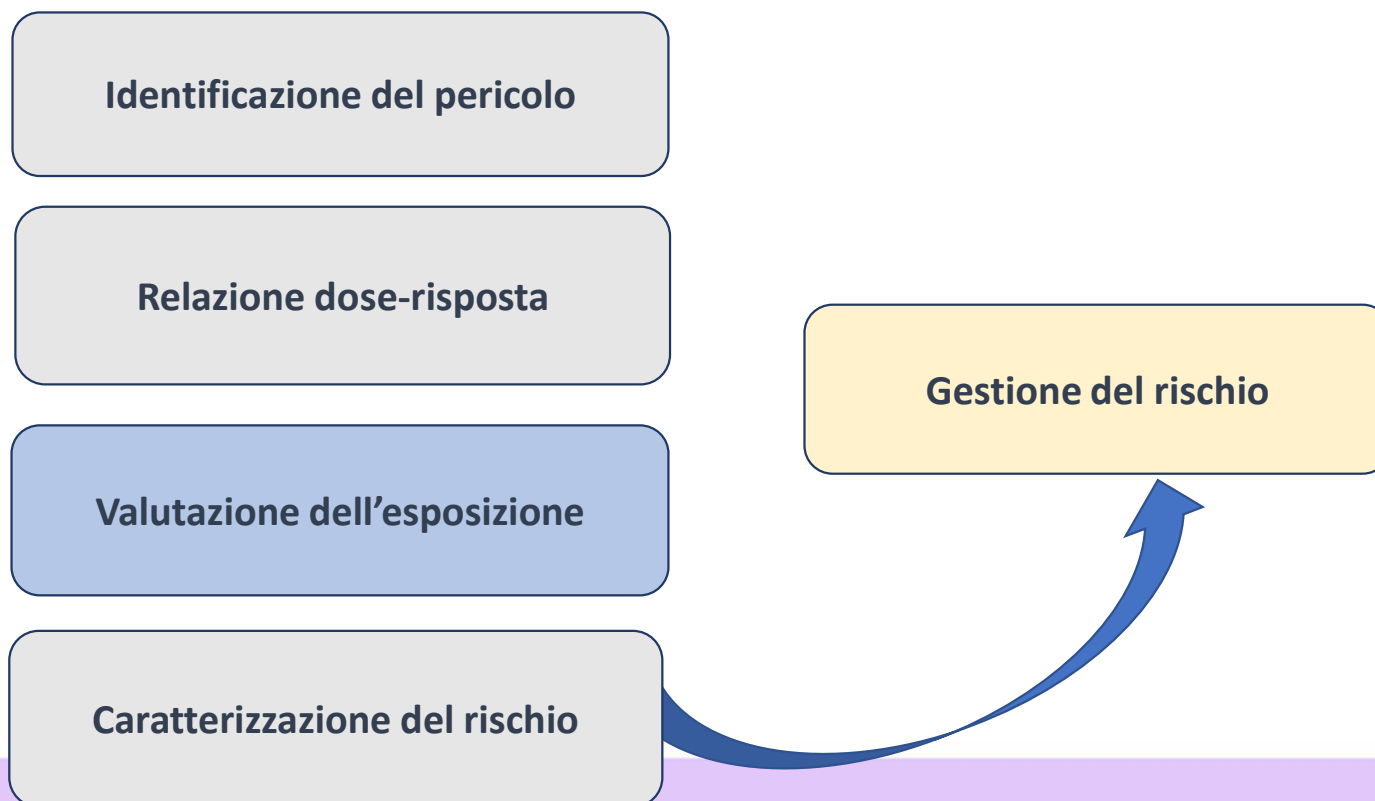 Identificazione del pericolo
Relazione dose-risposta
Gestione del rischio
Valutazione dell’esposizione
Caratterizzazione del rischio